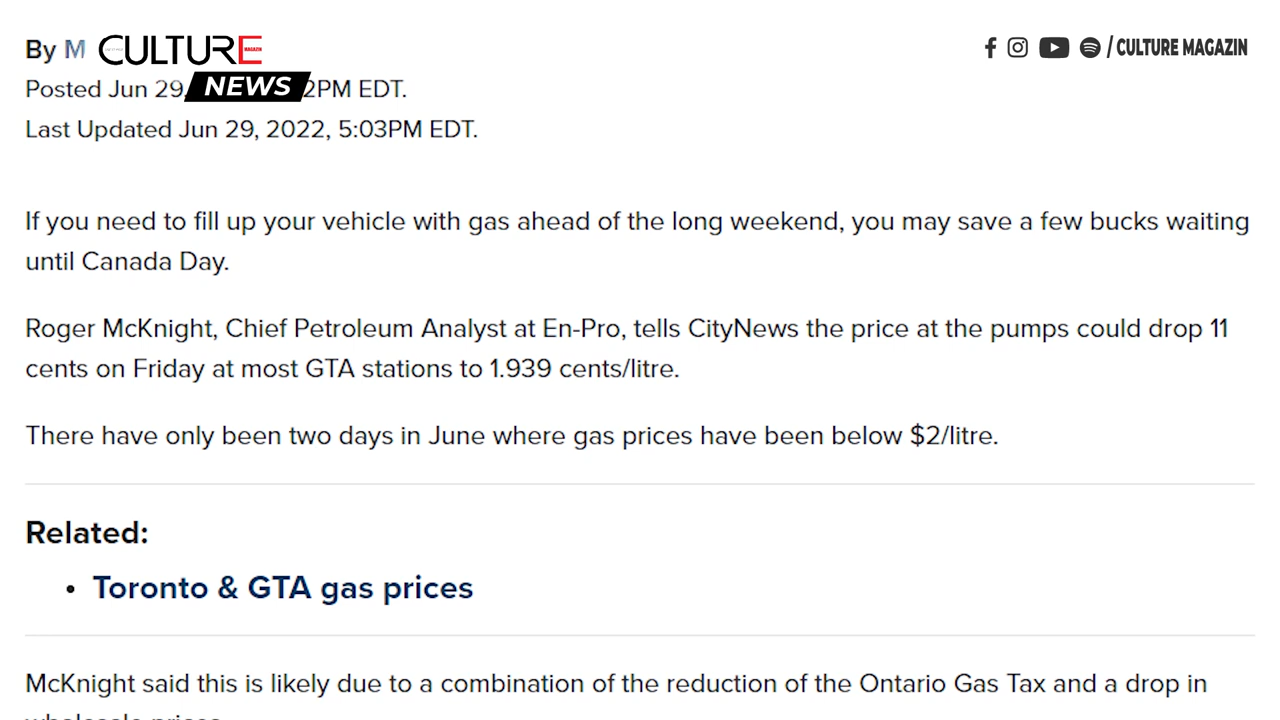 By M CULTURE MAGAZIN
/ CULTURE MAGAZIN
Posted Jun 29, NEWS 2PM EDT.
Last Updated Jun 29, 2022, 5:03PM EDT.
If you need to fill up your vehicle with gas ahead of the long weekend, you may save a few bucks waiting
until Canada Day.
Roger McKnight, Chief Petroleum Analyst at En-Pro, tells CityNews the price at the pumps could drop 11
cents on Friday at most GTA stations to 1.939 cents/litre.
There have only been two days in June where gas prices have been below $2/litre.
Related:
• Toronto & GTA gas prices
McKnight said this is likely due to a combination of the reduction of the Ontario Gas Tax and a drop in
wholesale prices.